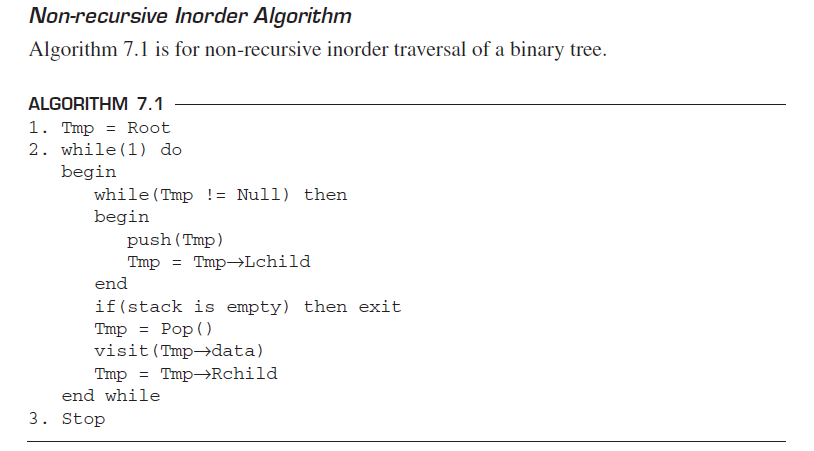 Non-recursive Inorder Algorithm
Algorithm 7.1 is for non-recursive inorder traversal of a binary tree.
ALGORITHM 7.1
1. Tmp = Root
2. while(1) do
begin
while(Tmp != Null) then
begin
push(Tmp)
Tmp = Tmp→Lchild
end
if(stack is empty) then exit
Tmp = Pop()
visit(Tmp→data)
Tmp = Tmp→Rchild
end while
3. Stop